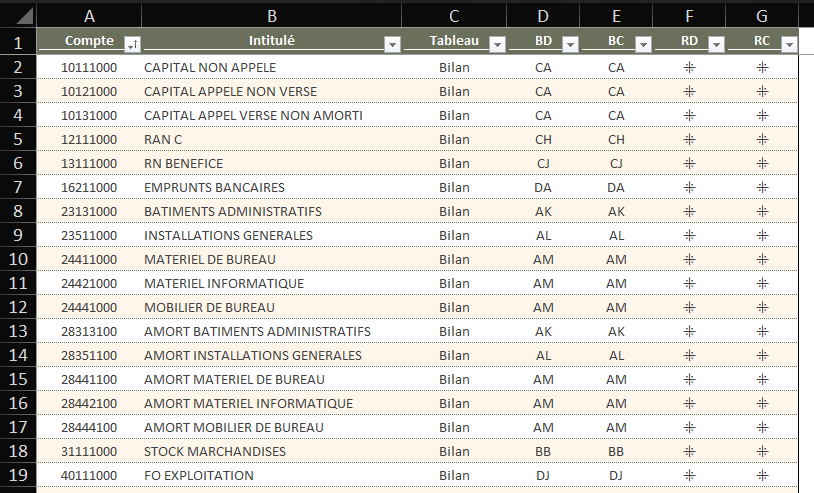 A B C D E F G
1 Compte Intitulé Tableau BD BC RD RC
2 10111000 CAPITAL NON APPELE Bilan CA CA ⁜ ⁜
3 10121000 CAPITAL APPELE NON VERSE Bilan CA CA ⁜ ⁜
4 10131000 CAPITAL APPEL VERSE NON AMORTI Bilan CA CA ⁜ ⁜
5 12111000 RAN C Bilan CH CH ⁜ ⁜
6 13111000 RN BENEFICE Bilan CJ CJ ⁜ ⁜
7 16211000 EMPRUNTS BANCAIRES Bilan DA DA ⁜ ⁜
8 23131000 BATIMENTS ADMINISTRATIFS Bilan AK AK ⁜ ⁜
9 23511000 INSTALLATIONS GENERALES Bilan AL AL ⁜ ⁜
10 24411000 MATERIEL DE BUREAU Bilan AM AM ⁜ ⁜
11 24421000 MATERIEL INFORMATIQUE Bilan AM AM ⁜ ⁜
12 24441000 MOBILIER DE BUREAU Bilan AM AM ⁜ ⁜
13 28313100 AMORT BATIMENTS ADMINISTRATIFS Bilan AK AK ⁜ ⁜
14 28351100 AMORT INSTALLATIONS GENERALES Bilan AL AL ⁜ ⁜
15 28441100 AMORT MATERIEL DE BUREAU Bilan AM AM ⁜ ⁜
16 28442100 AMORT MATERIEL INFORMATIQUE Bilan AM AM ⁜ ⁜
17 28444100 AMORT MOBILIER DE BUREAU Bilan AM AM ⁜ ⁜
18 31111000 STOCK MARCHANDISES Bilan BB BB ⁜ ⁜
19 40111000 FO EXPLOITATION Bilan DJ DJ ⁜ ⁜